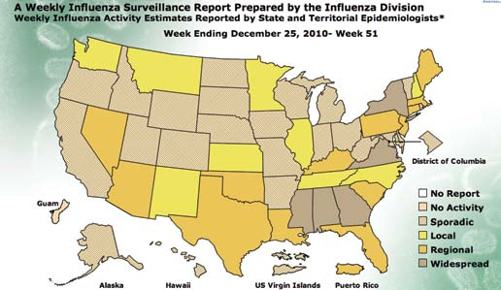 A Weekly Influenza Surveillance Report Prepared by the Influenza Division
Weekly Influenza Activity Estimates Reported by State and Territorial Epidemiologists*
Week Ending December 25, 2010- Week 51
District of Columbia
No Report
Guam
No Activity
Sporadic
Local
Regional
Widespread
Alaska
Hawaii
US Virgin Islands
Puerto Rico